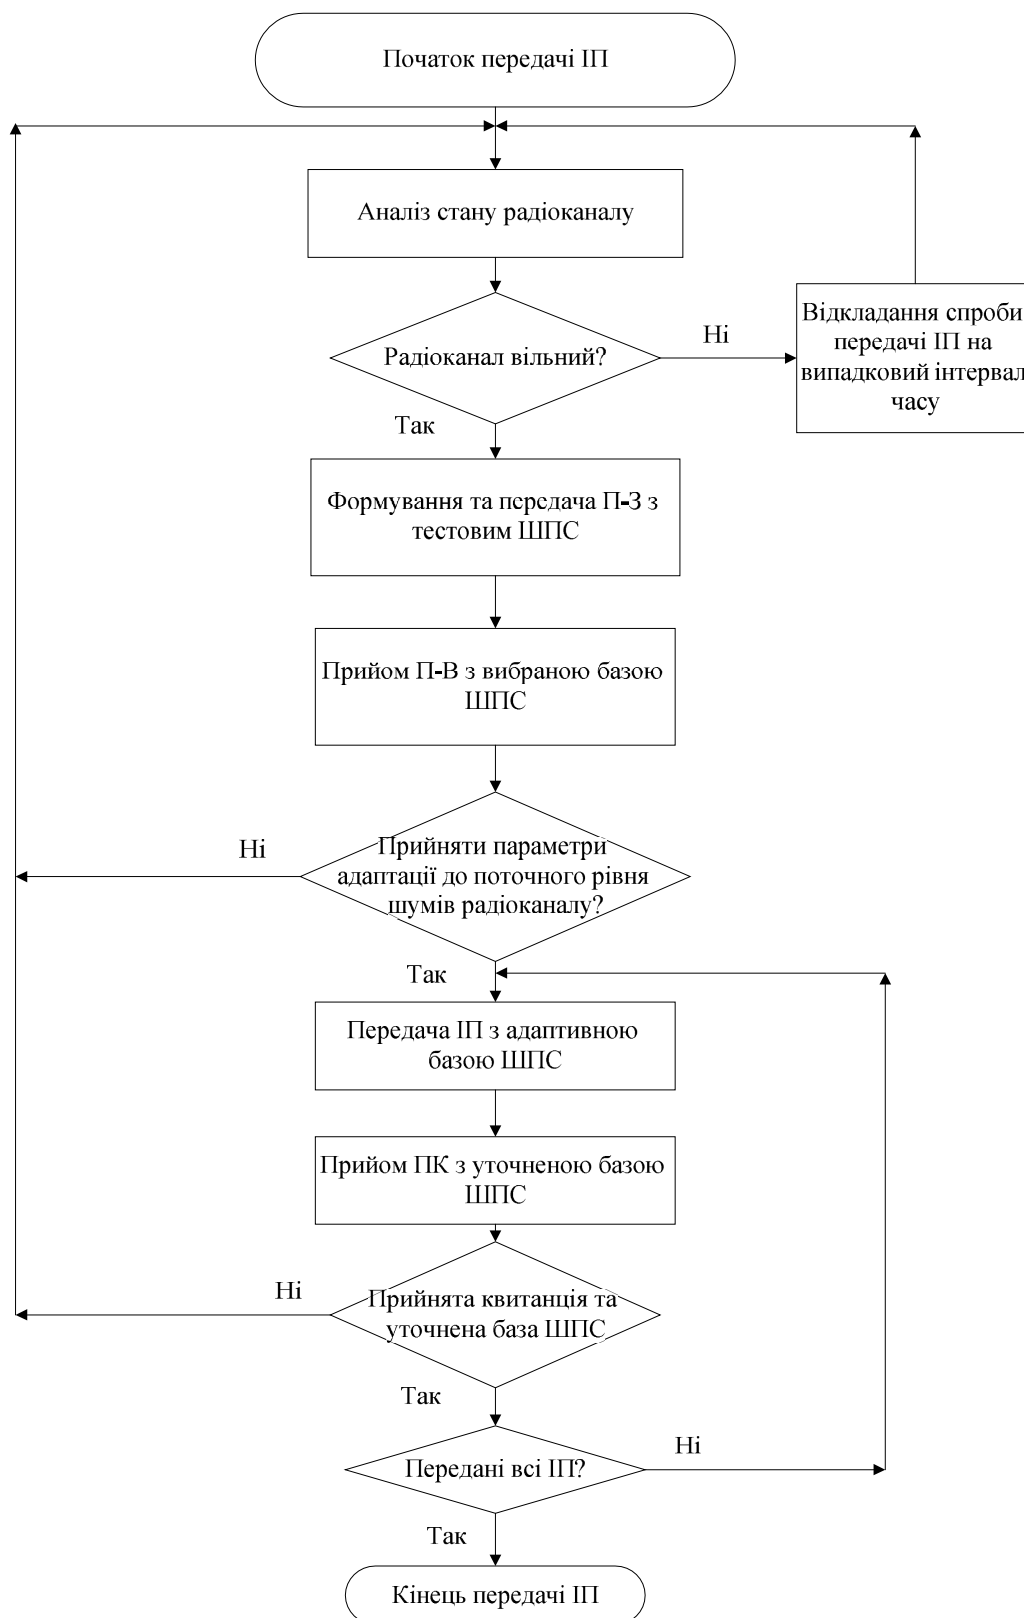 Початок передачі ІП
Аналіз стану радіоканалу
Радіоканал вільний?
Ні
Відкладання спроби
передачі ІП на
випадковий інтервал
часу
Так
Формування та передача П-З з
тестовим ШПС
Прийом П-В з вибраною базою
ШПС
Ні
Прийняти параметри
адаптації до поточного рівня
шумів радіоканалу?
Так
Передача ІП з адаптивною
базою ШПС
Прийом ПК з уточненою базою
ШПС
Ні
Прийнята квитанція та
уточнена база ШПС
Так
Передані всі ІП?
Ні
Так
Кінець передачі ІП